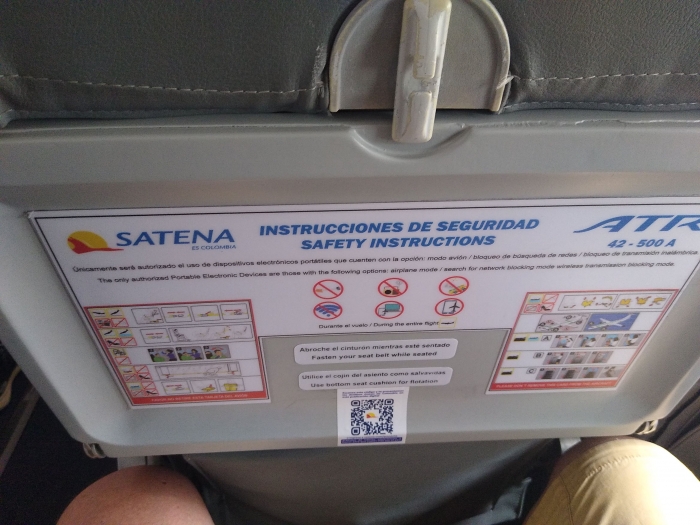 SATENA
ES COLOMBIA
INSTRUCCIONES DE SEGURIDAD
SAFETY INSTRUCTIONS
ATR
42 - 500 A
Únicamente será autorizado el uso de dispositivos electrónicos portátiles que cuenten con la opción: modo avión / bloqueo de búsqueda de redes / bloqueo de transmisión inalámbrica
The only authorized Portable Electronic Devices are those with the following options: airplane mode / search for network blocking mode wireless transmission blocking mode
Durante el vuelo / During the entire flight
Abroche el cinturon mientras esté sentado
Fasten your seat belt while seated
Utilice el cojin del asiento como salvavidas
Use bottom seat cushion for flotation